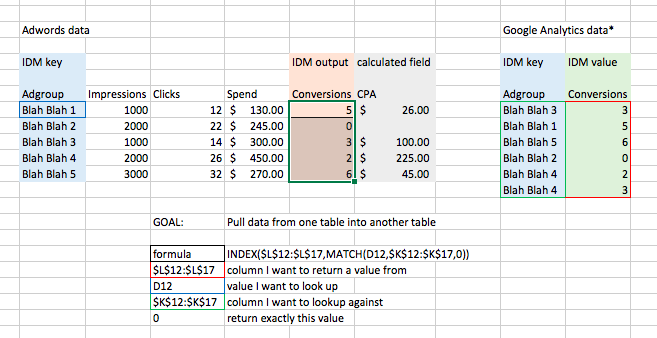 Adwords data Google Analytics data*
IDM key IDM output calculated field IDM key IDM value
Adgroup Impressions Clicks Spend Conversions CPA Adgroup Conversions
Blah Blah 1 1000 12 $ 130.00 5 $ 26.00 Blah Blah 3 3
Blah Blah 2 2000 22 $ 245.00 0 Blah Blah 1 5
Blah Blah 3 1000 14 $ 300.00 3 $ 100.00 Blah Blah 5 6
Blah Blah 4 2000 26 $ 450.00 2 $ 225.00 Blah Blah 2 0
Blah Blah 5 3000 32 $ 270.00 6 $ 45.00 Blah Blah 4 2
Blah Blah 4 3
GOAL: Pull data from one table into another table
formula INDEX($L$12:$L$17,MATCH(D12,$K$12:$K$17,0))
$L$12:$L$17 column I want to return a value from
D12 value I want to look up
$K$12:$K$17 column I want to lookup against
0 return exactly this value